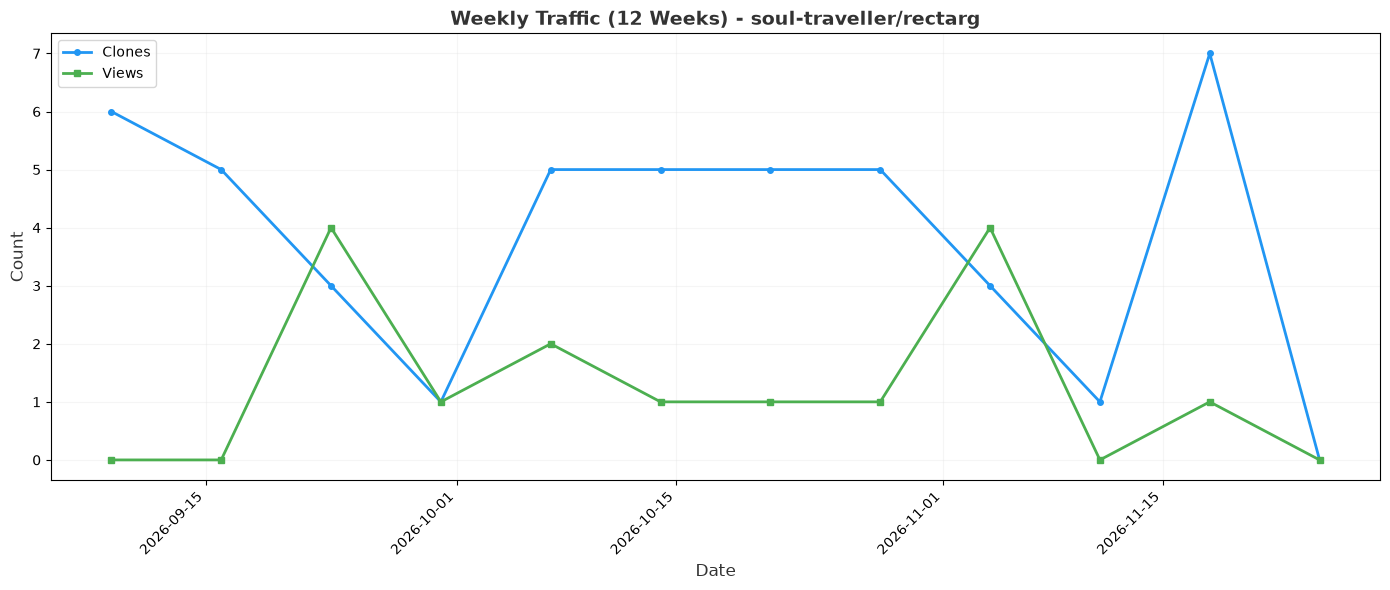 Weekly Traffic (12 Weeks) - soul-traveller/rectarg
Clones
Views
7
6
5
4
3
2
1
0
Count
2026-09-15
2026-10-01
2026-10-15
2026-11-01
2026-11-15
Date